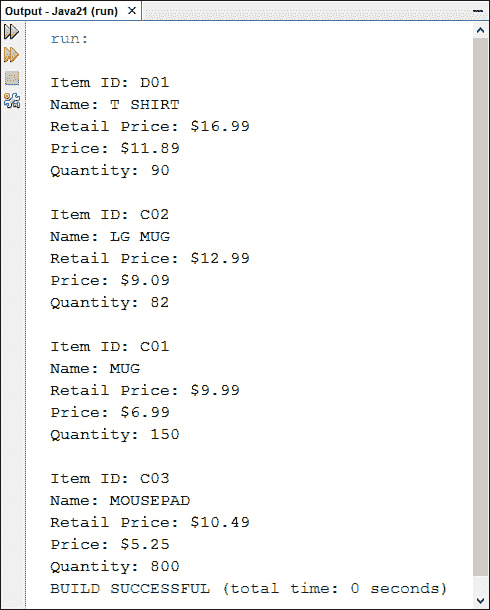 Output - Java21 (run)
run:
Item ID: D01
Name: T SHIRT
Retail Price: $16.99
Price: $11.89
Quantity: 90
Item ID: C02
Name: LG MUG
Retail Price: $12.99
Price: $9.09
Quantity: 82
Item ID: C01
Name: MUG
Retail Price: $9.99
Price: $6.99
Quantity: 150
Item ID: C03
Name: MOUSEPAD
Retail Price: $10.49
Price: $5.25
Quantity: 800
BUILD SUCCESSFUL (total time: 0 seconds)